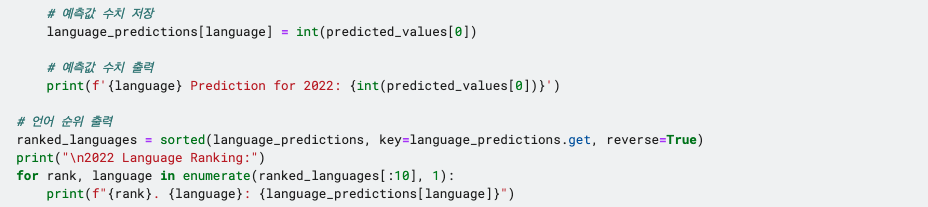 # 예측값 수치 저장
language_predictions[language] = int(predicted_values[0])
# 예측값 수치 출력
print(f'{language} Prediction for 2022: {int(predicted_values[0])}')
# 언어 순위 출력
ranked_languages = sorted(language_predictions, key=language_predictions.get, reverse=True)
print("\n2022 Language Ranking:")
for rank, language in enumerate(ranked_languages[:10], 1):
print(f"{rank}. {language}: {language_predictions[language]}")